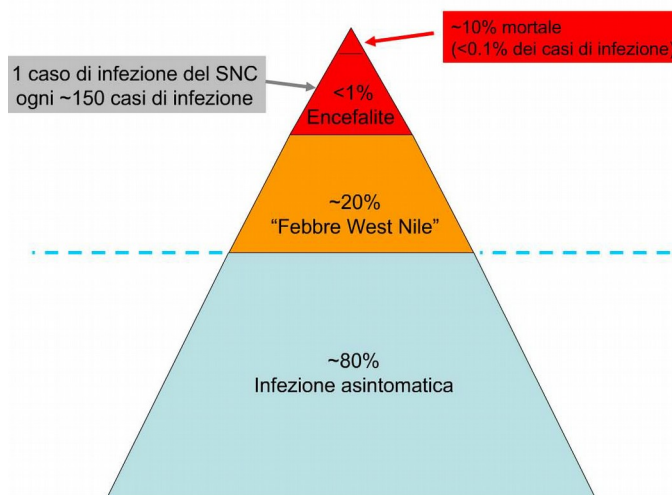 ~10% mortale
(<0.1% dei casi di infezione)
1 caso di infezione del SNC
ogni ~150 casi di infezione
<1%
Encefalite
~20%
“Febbre West Nile”
~80%
Infezione asintomatica